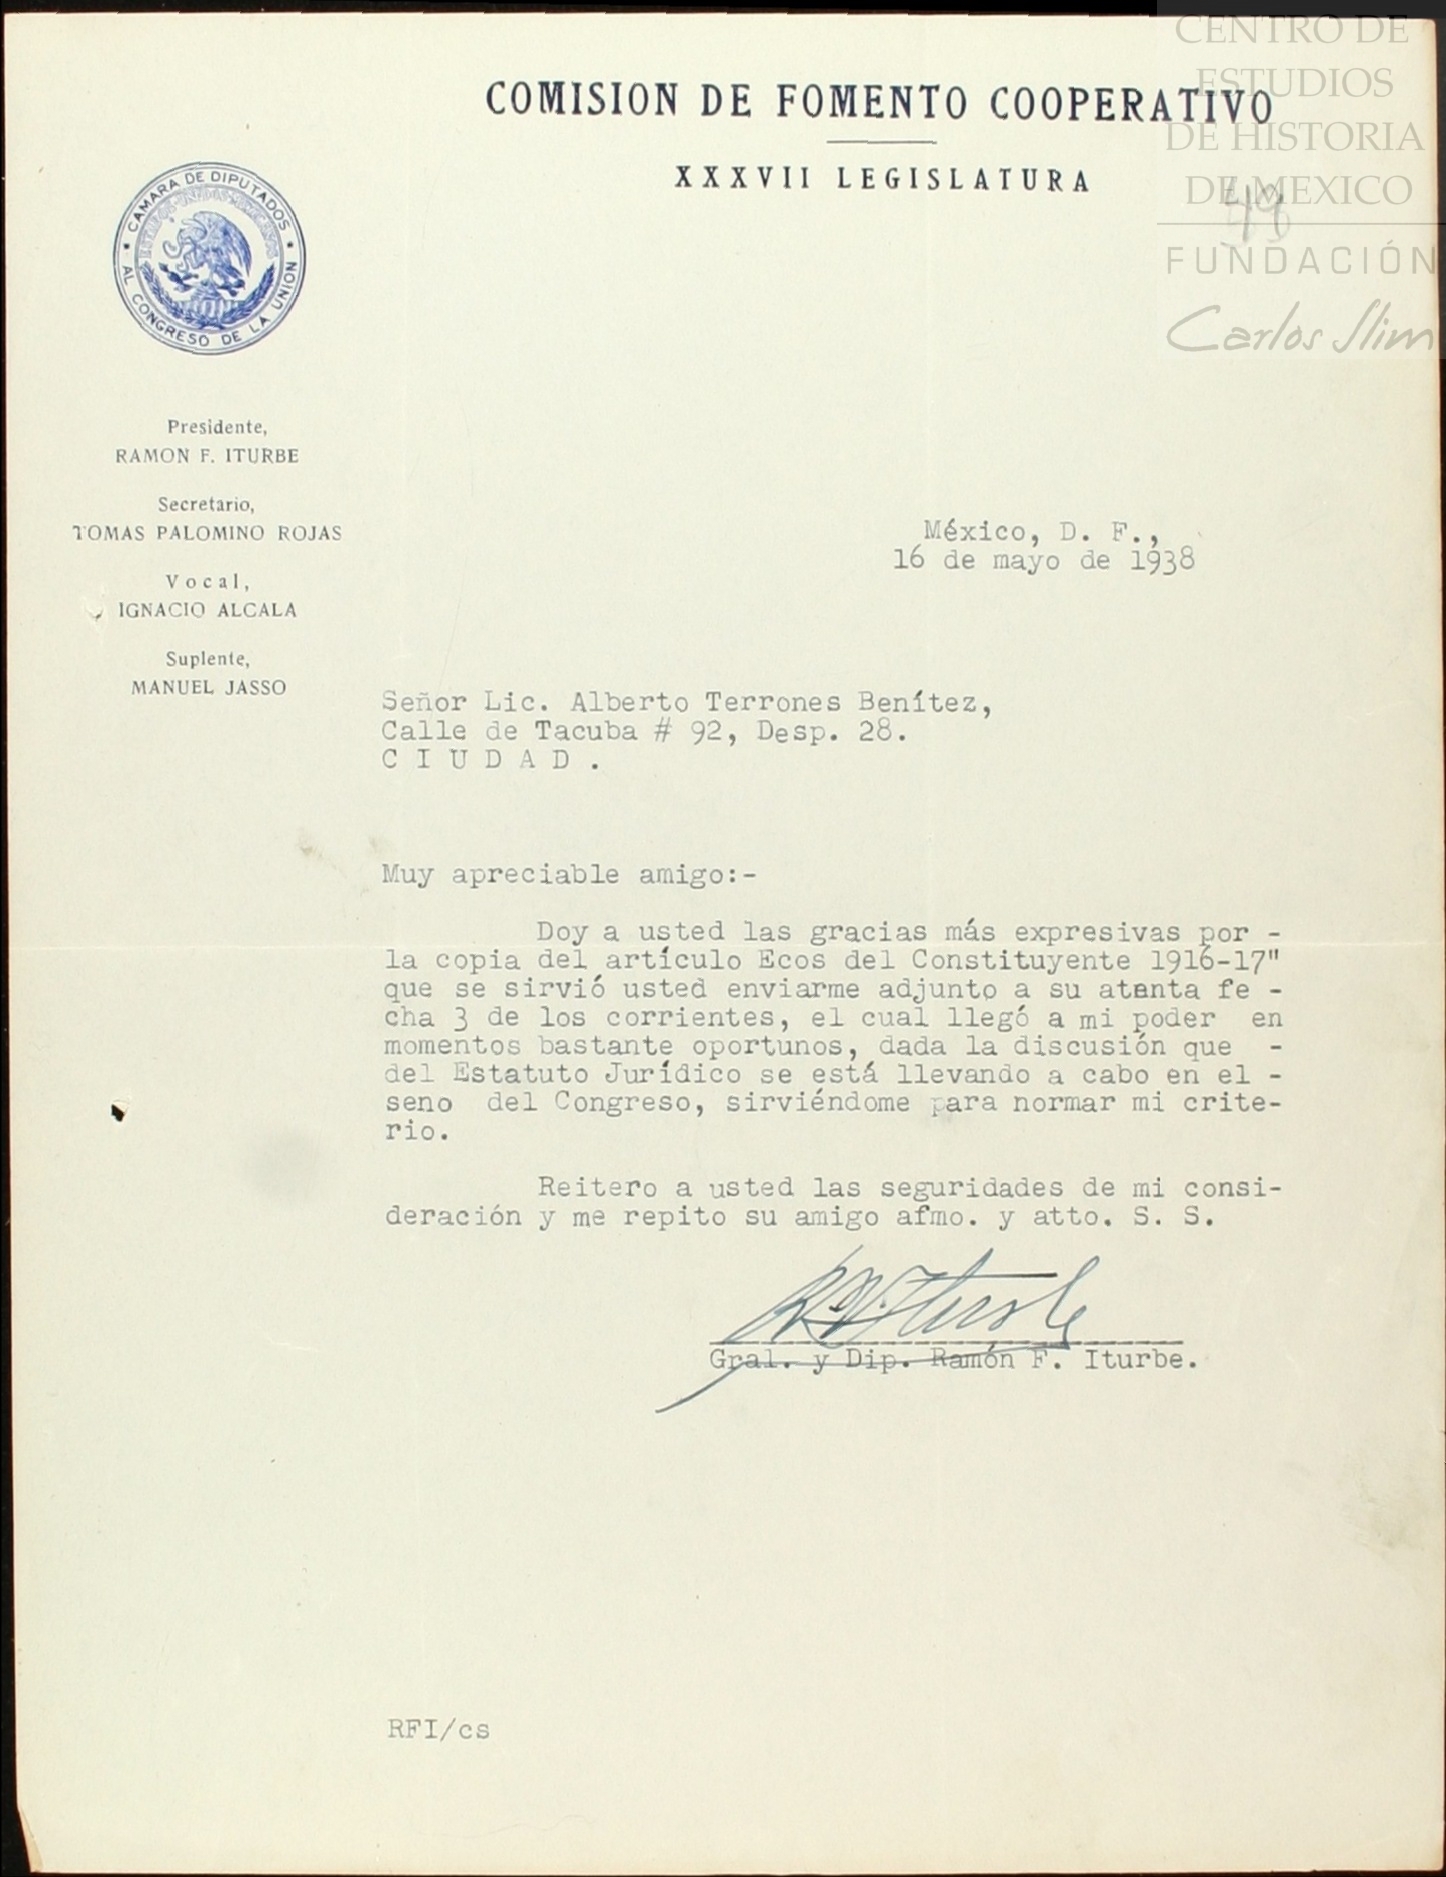 CENTRO DE
ESTUDIOS
DE HISTORIA
DE MEXICO
FUNDACIÓN
Carlos Slim
49
COMISION DE FOMENTO COOPERATIVO
XXXVII LEGISLATURA
CAMARA DE DIPUTADOS
ESTADOS UNIDOS MEXICANOS
AL CONGRESO DE LA UNION
Presidente,
RAMON F. ITURBE
Secretario,
TOMAS PALOMINO ROJAS
Vocal,
IGNACIO ALCALA
Suplente,
MANUEL JASSO
México, D. F.,
16 de mayo de 1938
Señor Lic. Alberto Terrones Benítez,
Calle de Tacuba # 92, Desp. 28.
C I U D A D .
Muy apreciable amigo:-
Doy a usted las gracias más expresivas por -
la copia del artículo Ecos del Constituyente 1916-17"
que se sirvió usted enviarme adjunto a su atenta fe -
cha 3 de los corrientes, el cual llegó a mi poder en
momentos bastante oportunos, dada la discusión que -
del Estatuto Jurídico se está llevando a cabo en el -
seno del Congreso, sirviéndome para normar mi crite-
rio.
Reitero a usted las seguridades de mi consi-
deración y me repito su amigo afmo. y atto. S. S.
Gral. y Dip. Ramón F. Iturbe.
RFI/cs